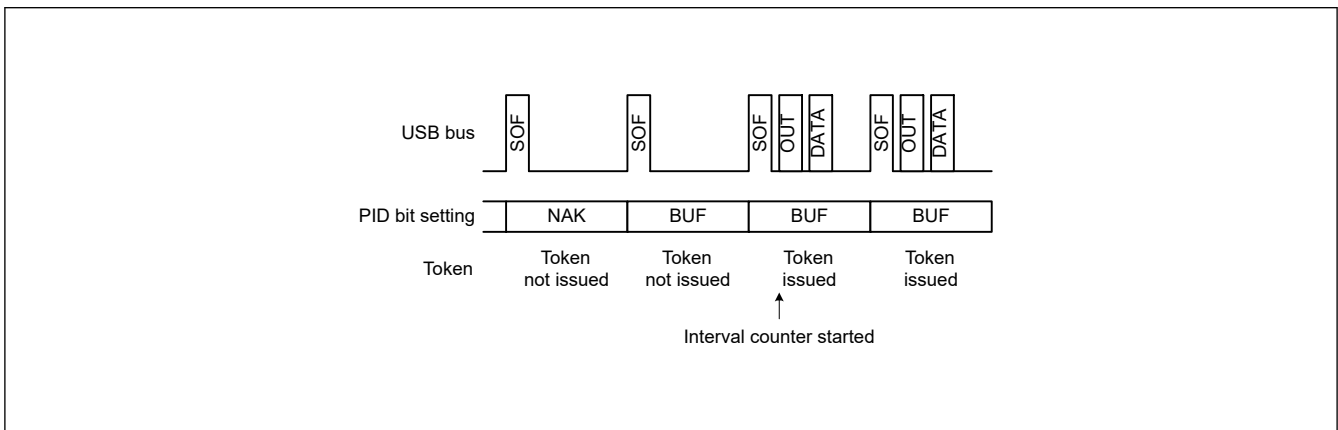 USB bus
SOF
SOF
SOF
OUT
DATA
SOF
OUT
DATA
PID bit setting
NAK
BUF
BUF
BUF
Token
Token
not issued
Token
not issued
Token
issued
Token
issued
Interval counter started